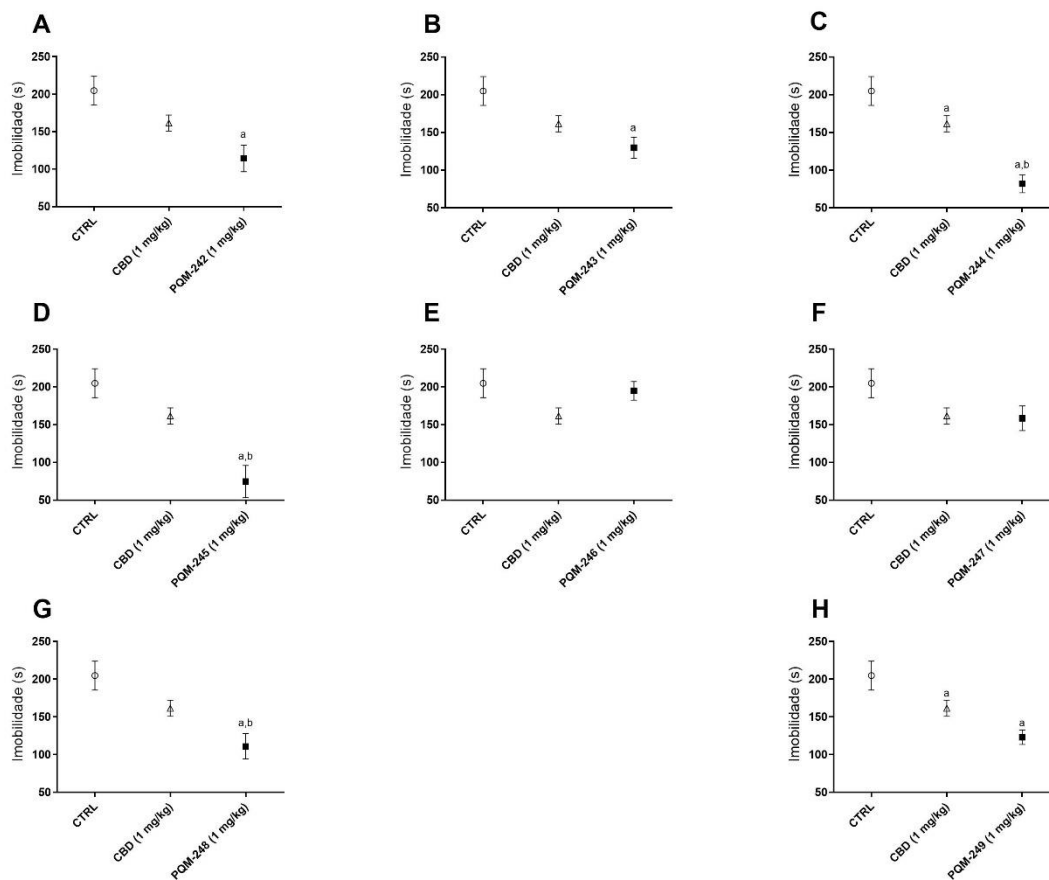 A
Imobilidade (s)
250
200
150
100
50
a
CTRL
CBD (1 mg/kg)
PQM-242 (1 mg/kg)
B
Imobilidade (s)
250
200
150
100
50
a
CTRL
CBD (1 mg/kg)
PQM-243 (1 mg/kg)
C
Imobilidade (s)
250
200
150
100
50
a
a,b
CTRL
CBD (1 mg/kg)
PQM-244 (1 mg/kg)
D
Imobilidade (s)
250
200
150
100
50
a,b
CTRL
CBD (1 mg/kg)
PQM-245 (1 mg/kg)
E
Imobilidade (s)
250
200
150
100
50
CTRL
CBD (1 mg/kg)
PQM-246 (1 mg/kg)
F
Imobilidade (s)
250
200
150
100
50
CTRL
CBD (1 mg/kg)
PQM-247 (1 mg/kg)
G
Imobilidade (s)
250
200
150
100
50
a,b
CTRL
CBD (1 mg/kg)
PQM-248 (1 mg/kg)
H
Imobilidade (s)
250
200
150
100
50
a
a
CTRL
CBD (1 mg/kg)
PQM-249 (1 mg/kg)